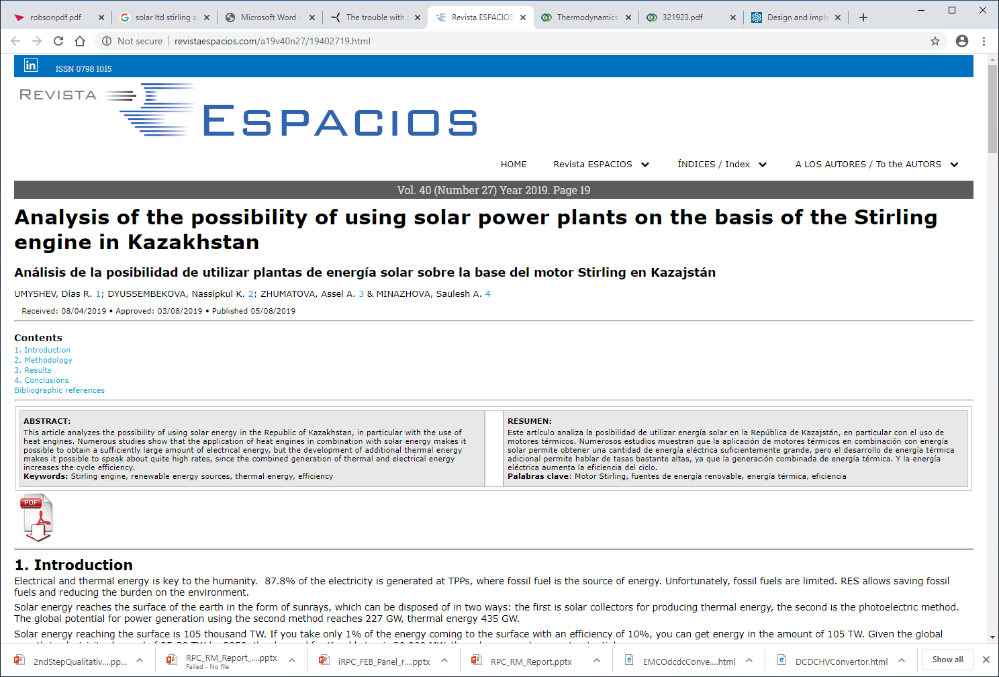 robsonpdf.pdf
solar ltd stirling a
Microsoft Word -
The trouble with
Revista ESPACIOS
Thermodynamics
321923.pdf
Design and imple
Not secure
revistaespacios.com/a19v40n27/19402719.html
in
ISSN 0798 1015
REVISTA
ESPACIOS
HOME
Revista ESPACIOS
ÍNDICES / Index
A LOS AUTORES / To the AUTORS
Vol. 40 (Number 27) Year 2019. Page 19
Analysis of the possibility of using solar power plants on the basis of the Stirling
engine in Kazakhstan
Análisis de la posibilidad de utilizar plantas de energía solar sobre la base del motor Stirling en Kazajstán
UMYSHEV, Dias R. 1; DYUSSEMBEKOVA, Nassipkul K. 2; ZHUMATOVA, Assel A. 3 & MINAZHOVA, Saulesh A. 4
Received: 08/04/2019 • Approved: 03/08/2019 • Published 05/08/2019
Contents
1. Introduction
2. Methodology
3. Results
4. Conclusions
Bibliographic references
ABSTRACT:
This article analyzes the possibility of using solar energy in the Republic of Kazakhstan, in particular with the use of
heat engines. Numerous studies show that the application of heat engines in combination with solar energy makes it
possible to obtain a sufficiently large amount of electrical energy, but the development of additional thermal energy
makes it possible to speak about quite high rates, since the combined generation of thermal and electrical energy
increases the cycle efficiency.
Keywords: Stirling engine, renewable energy sources, thermal energy, efficiency
RESUMEN:
Este artículo analiza la posibilidad de utilizar energía solar en la República de Kazajstán, en particular con el uso de
motores térmicos. Numerosos estudios muestran que la aplicación de motores térmicos en combinación con energía
solar permite obtener una cantidad de energía eléctrica suficientemente grande, pero el desarrollo de energía térmica
adicional permite hablar de tasas bastante altas, ya que la generación combinada de energía térmica. Y la energía
eléctrica aumenta la eficiencia del ciclo.
Palabras clave: Motor Stirling, fuentes de energía renovable, energía térmica, eficiencia
PDF
1. Introduction
Electrical and thermal energy is key to the humanity. 87.8% of the electricity is generated at TPPs, where fossil fuel is the source of energy. Unfortunately, fossil fuels are limited. RES allows saving fossil
fuels and reducing the burden on the environment.
Solar energy reaches the surface of the earth in the form of sunrays, which can be disposed of in two ways: the first is solar collectors for producing thermal energy, the second is the photoelectric method.
The global potential for power generation using the second method reaches 227 GW, thermal energy 435 GW.
Solar energy reaching the surface is 105 thousand TW. If you take only 1% of the energy coming to the surface with an efficiency of 10%, you can get energy in the amount of 105 TW. Given the global
2ndStepQualitativ....pp...
RPC_RM_Report_....pptx
Failed - No file
iRPC_FEB_Panel_r....pptx
RPC_RM_Report.pptx
EMCOdcdcConve....html
DCDCHVConvertor.html
Show all